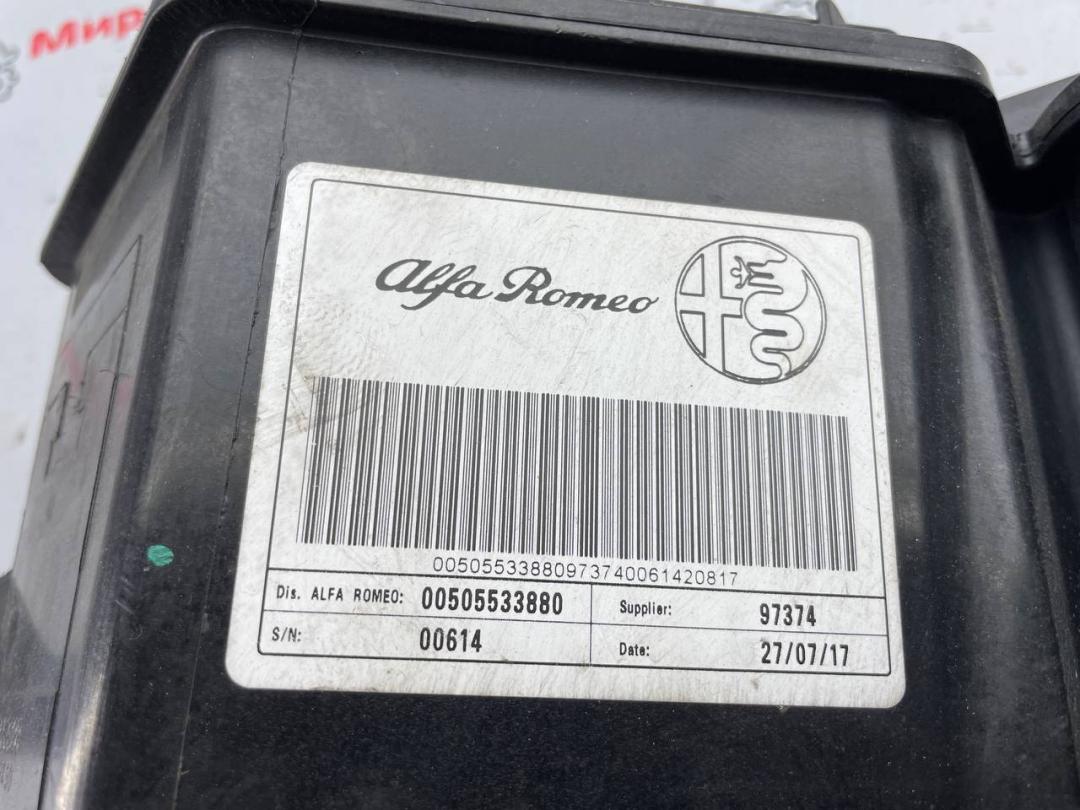 Мир
Alfa Romeo
00505533880973740061420817
Dis. ALFA ROMEO: 00505533880 Supplier: 97374
S/N: 00614 Date: 27/07/17